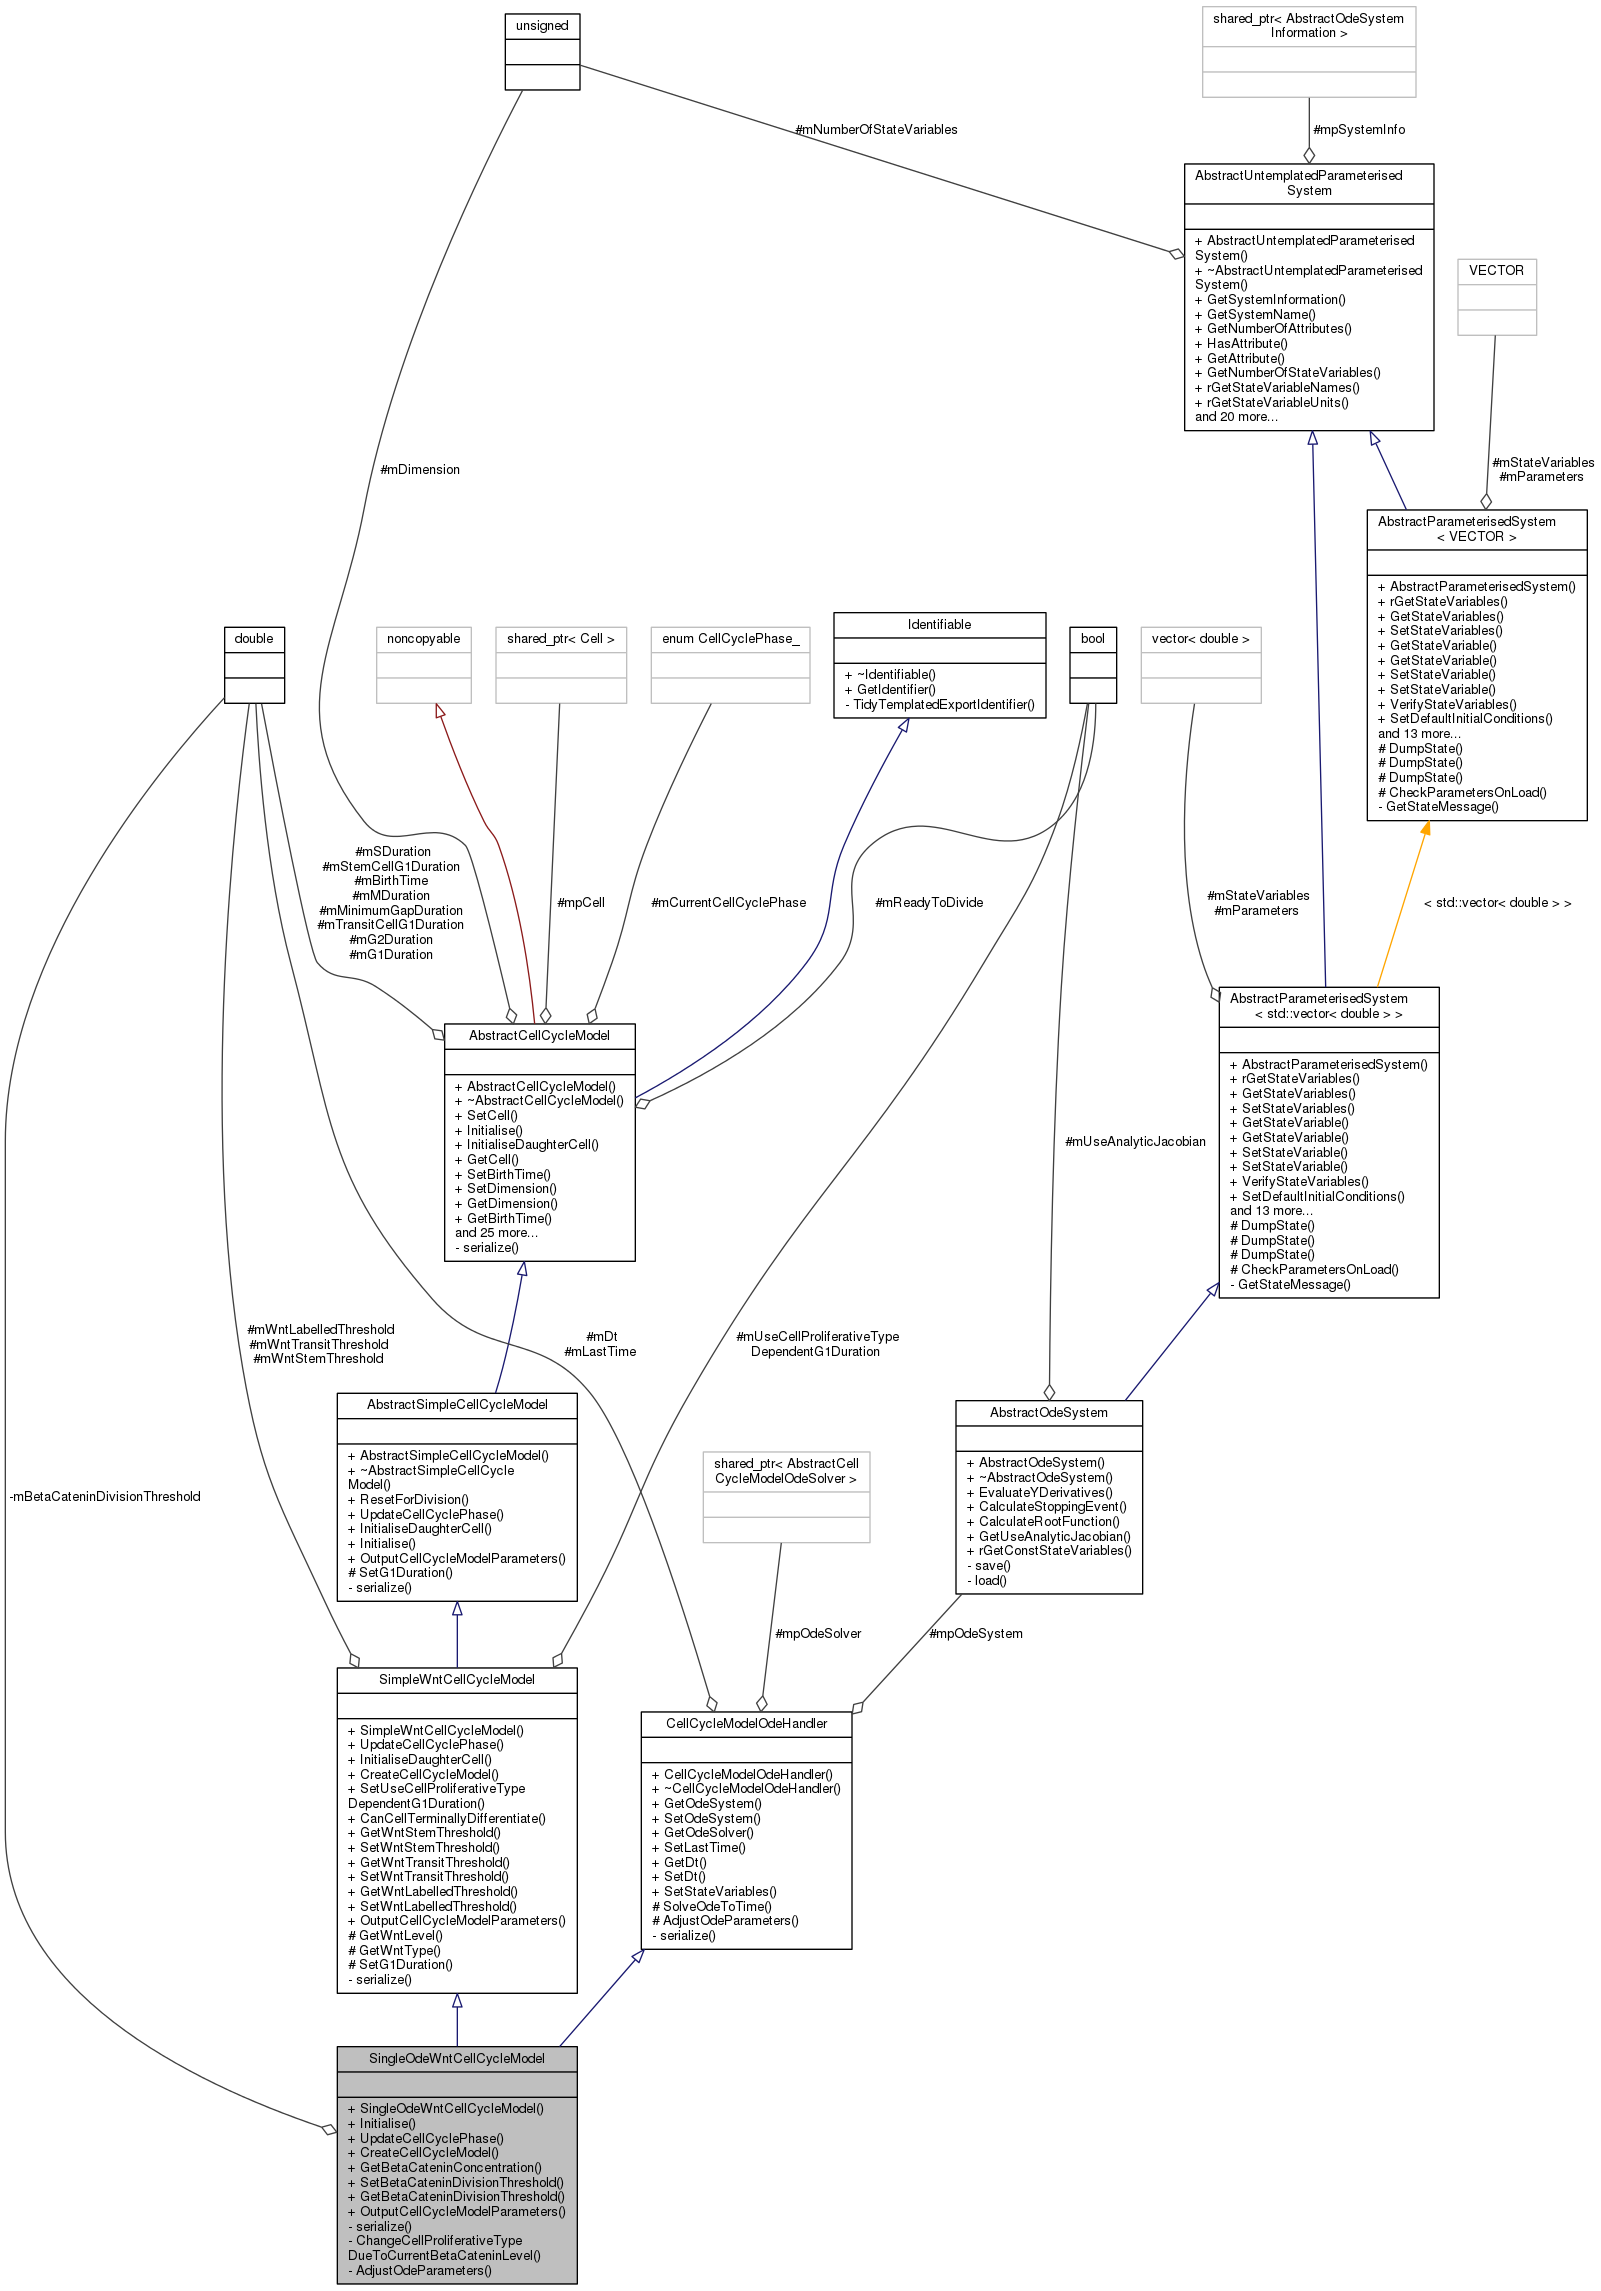 unsigned
shared_ptr< AbstractOdeSystem
Information >
#mNumberOfStateVariables
#mpSystemInfo
AbstractUntemplatedParameterised
System
+ AbstractUntemplatedParameterised
System()
+ ~AbstractUntemplatedParameterised
System()
+ GetSystemInformation()
+ GetSystemName()
+ GetNumberOfAttributes()
+ HasAttribute()
+ GetAttribute()
+ GetNumberOfStateVariables()
+ rGetStateVariableNames()
+ rGetStateVariableUnits()
and 20 more...
VECTOR
#mDimension
#mStateVariables
#mParameters
AbstractParameterisedSystem
< VECTOR >
+ AbstractParameterisedSystem()
+ rGetStateVariables()
+ GetStateVariables()
+ SetStateVariables()
+ GetStateVariable()
+ GetStateVariable()
+ SetStateVariable()
+ SetStateVariable()
+ VerifyStateVariables()
+ SetDefaultInitialConditions()
and 13 more...
# DumpState()
# DumpState()
# DumpState()
# CheckParametersOnLoad()
- GetStateMessage()
double
noncopyable
shared_ptr< Cell >
enum CellCyclePhase_
Identifiable
+ ~Identifiable()
+ GetIdentifier()
- TidyTemplatedExportIdentifier()
bool
vector< double >
#mSDuration
#mStemCellG1Duration
#mBirthTime
#mMDuration
#mMinimumGapDuration
#mTransitCellG1Duration
#mG2Duration
#mG1Duration
#mpCell
#mCurrentCellCyclePhase
#mReadyToDivide
#mStateVariables
#mParameters
< std::vector< double > >
AbstractCellCycleModel
+ AbstractCellCycleModel()
+ ~AbstractCellCycleModel()
+ SetCell()
+ Initialise()
+ InitialiseDaughterCell()
+ GetCell()
+ SetBirthTime()
+ SetDimension()
+ GetDimension()
+ GetBirthTime()
and 25 more...
- serialize()
#mUseAnalyticJacobian
AbstractParameterisedSystem
< std::vector< double > >
+ AbstractParameterisedSystem()
+ rGetStateVariables()
+ GetStateVariables()
+ SetStateVariables()
+ GetStateVariable()
+ GetStateVariable()
+ SetStateVariable()
+ SetStateVariable()
+ VerifyStateVariables()
+ SetDefaultInitialConditions()
and 13 more...
# DumpState()
# DumpState()
# DumpState()
# CheckParametersOnLoad()
- GetStateMessage()
#mWntLabelledThreshold
#mWntTransitThreshold
#mWntStemThreshold
#mDt
#mLastTime
#mUseCellProliferativeType
DependentG1Duration
-mBetaCateninDivisionThreshold
AbstractSimpleCellCycleModel
+ AbstractSimpleCellCycleModel()
+ ~AbstractSimpleCellCycle
Model()
+ ResetForDivision()
+ UpdateCellCyclePhase()
+ InitialiseDaughterCell()
+ Initialise()
+ OutputCellCycleModelParameters()
# SetG1Duration()
- serialize()
shared_ptr< AbstractCell
CycleModelOdeSolver >
AbstractOdeSystem
+ AbstractOdeSystem()
+ ~AbstractOdeSystem()
+ EvaluateYDerivatives()
+ CalculateStoppingEvent()
+ CalculateRootFunction()
+ GetUseAnalyticJacobian()
+ rGetConstStateVariables()
- save()
- load()
#mpOdeSolver
#mpOdeSystem
SimpleWntCellCycleModel
+ SimpleWntCellCycleModel()
+ UpdateCellCyclePhase()
+ InitialiseDaughterCell()
+ CreateCellCycleModel()
+ SetUseCellProliferativeType
DependentG1Duration()
+ CanCellTerminallyDifferentiate()
+ GetWntStemThreshold()
+ SetWntStemThreshold()
+ GetWntTransitThreshold()
+ SetWntTransitThreshold()
+ GetWntLabelledThreshold()
+ SetWntLabelledThreshold()
+ OutputCellCycleModelParameters()
# GetWntLevel()
# GetWntType()
# SetG1Duration()
- serialize()
CellCycleModelOdeHandler
+ CellCycleModelOdeHandler()
+ ~CellCycleModelOdeHandler()
+ GetOdeSystem()
+ SetOdeSystem()
+ GetOdeSolver()
+ SetLastTime()
+ GetDt()
+ SetDt()
+ SetStateVariables()
# SolveOdeToTime()
# AdjustOdeParameters()
- serialize()
SingleOdeWntCellCycleModel
+ SingleOdeWntCellCycleModel()
+ Initialise()
+ UpdateCellCyclePhase()
+ CreateCellCycleModel()
+ GetBetaCateninConcentration()
+ SetBetaCateninDivisionThreshold()
+ GetBetaCateninDivisionThreshold()
+ OutputCellCycleModelParameters()
- serialize()
- ChangeCellProliferativeType
DueToCurrentBetaCateninLevel()
- AdjustOdeParameters()